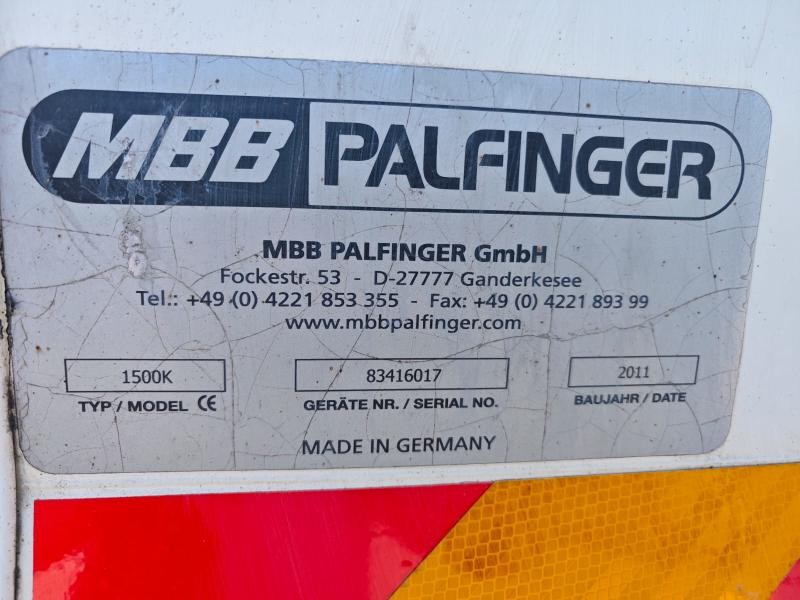 MBB PALFINGER
MBB PALFINGER GmbH
Fockestr. 53 - D-27777 Ganderkesee
Tel.: +49 (0) 4221 853 355 - Fax: +49 (0) 4221 893 99
www.mbbpalfinger.com
1500K 83416017 2011
TYP / MODEL CE GERÄTE NR. / SERIAL NO. BAUJAHR / DATE
MADE IN GERMANY